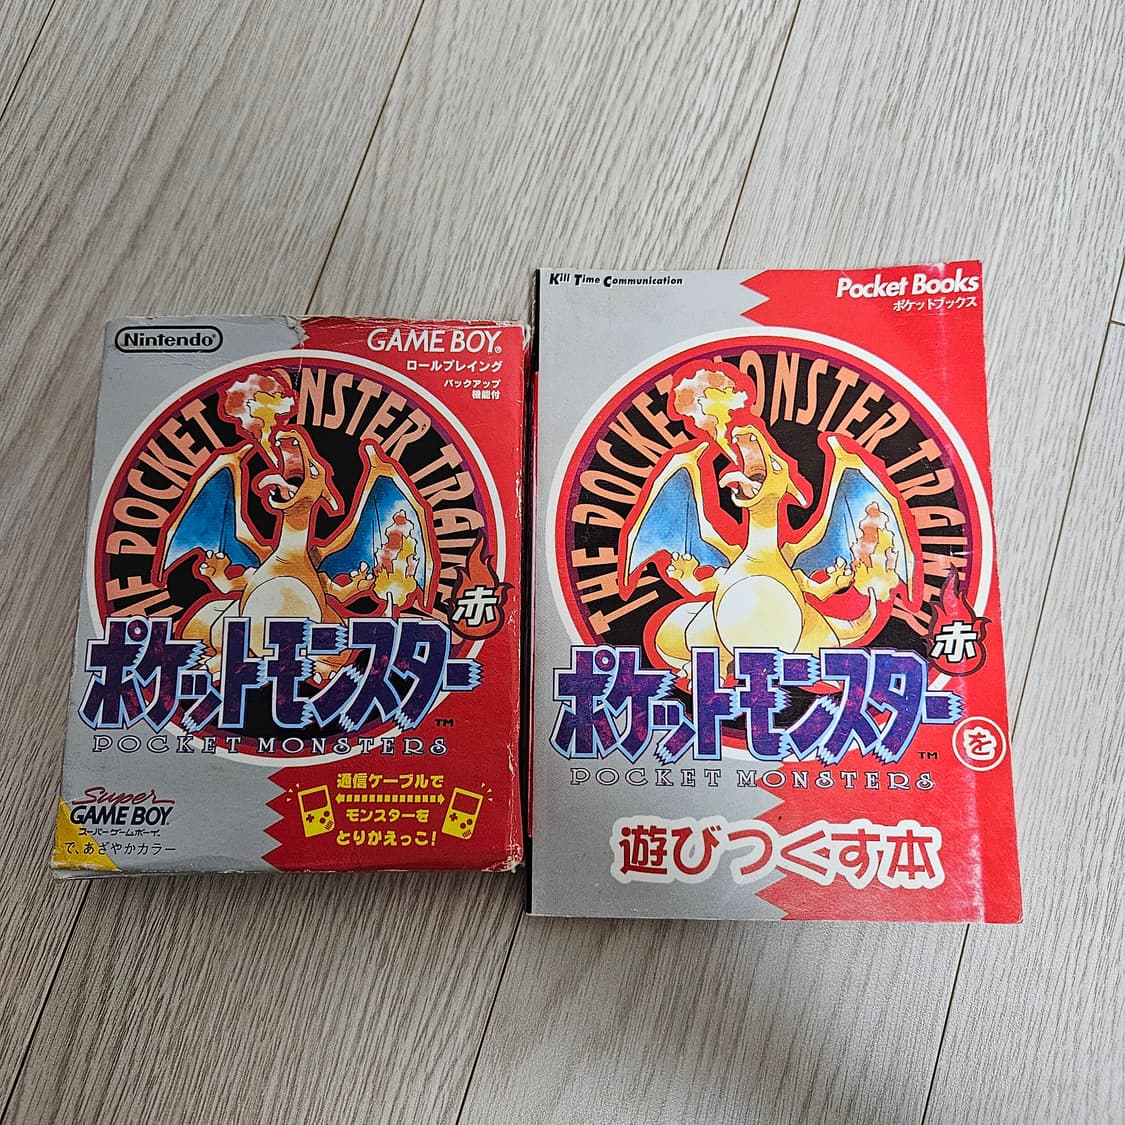 Nintendo®
GAME BOY®
ロールプレイング
バックアップ
機能付
THE POCKET MONSTER TRAINER
赤
ポケットモンスター™
POCKET MONSTERS
通信ケーブルで
モンスターを
とりかえっこ!
Super
GAME BOY
スーパーゲームボーイ
で、あざやかカラー
Kill Time Communication
Pocket Books
ポケットブックス
THE POCKET MONSTER TRAINER
赤
ポケットモンスター™
を
POCKET MONSTERS
遊びつくす本